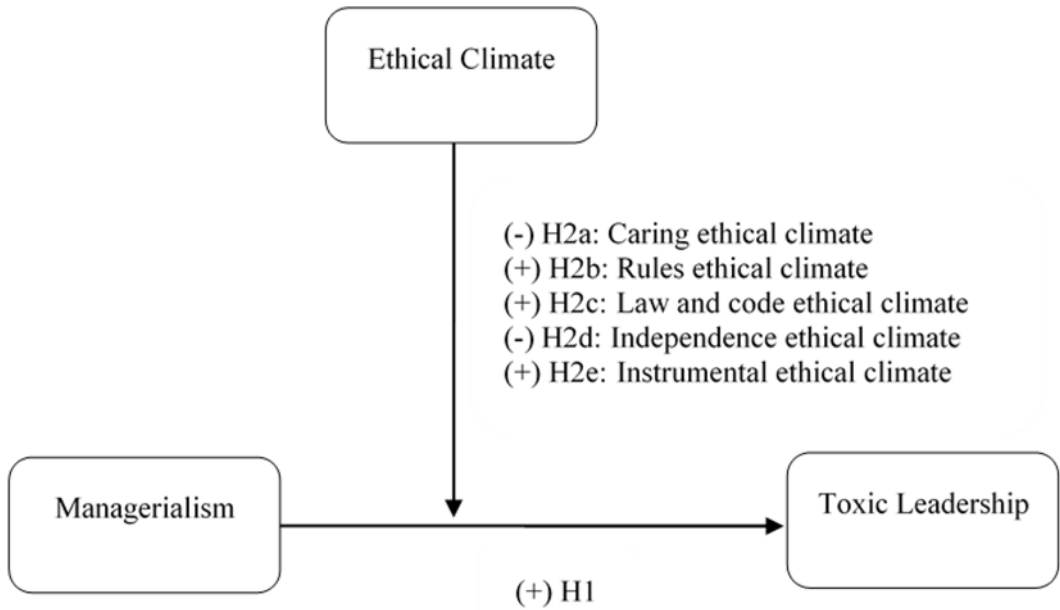 Ethical Climate
(-) H2a: Caring ethical climate
(+) H2b: Rules ethical climate
(+) H2c: Law and code ethical climate
(-) H2d: Independence ethical climate
(+) H2e: Instrumental ethical climate
Managerialism
Toxic Leadership
(+) H1